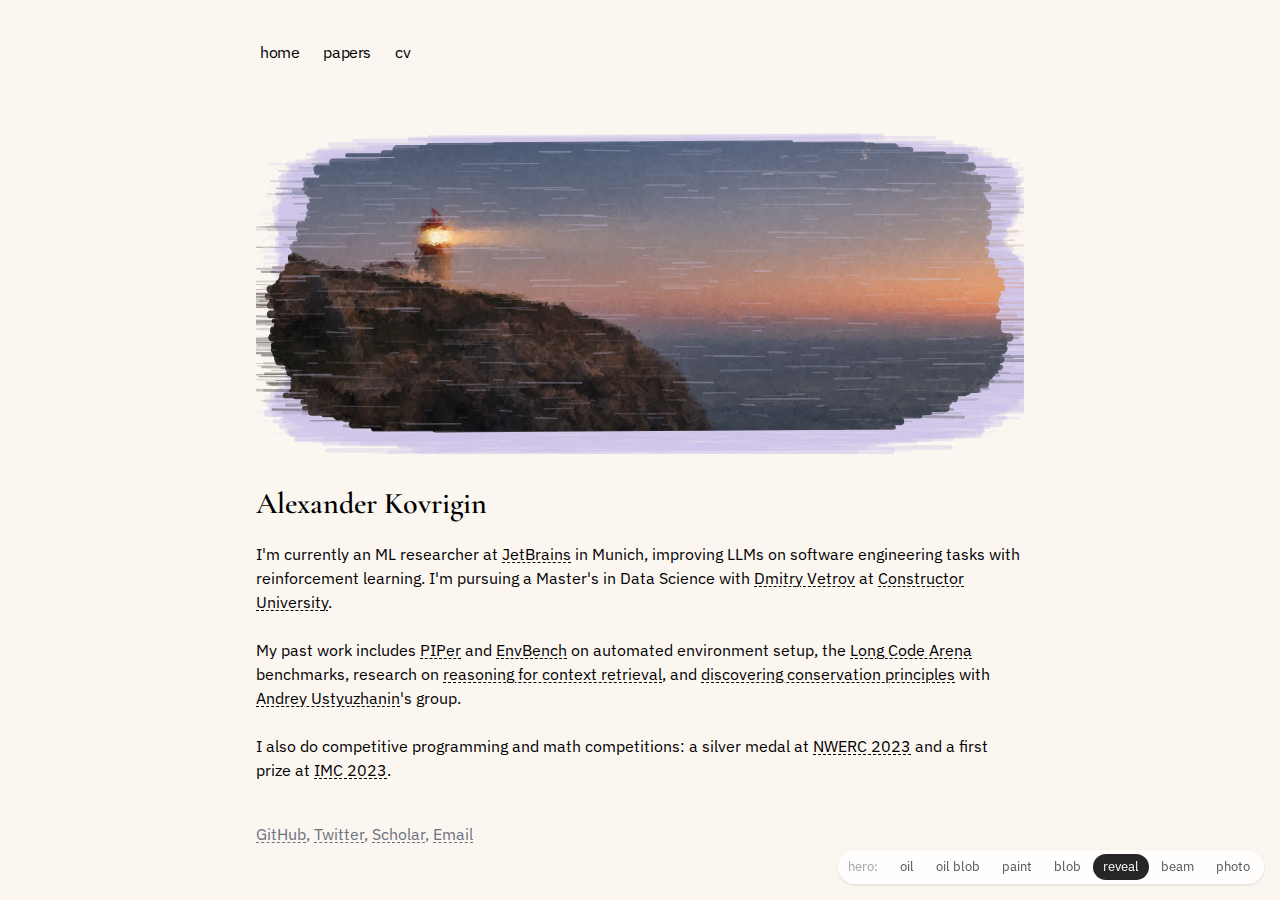 home papers cv
Alexander Kovrigin
I'm currently an ML researcher at JetBrains in Munich, improving LLMs on software engineering tasks with
reinforcement learning. I'm pursuing a Master's in Data Science with Dmitry Vetrov at Constructor
University.
My past work includes PIPer and EnvBench on automated environment setup, the Long Code Arena
benchmarks, research on reasoning for context retrieval, and discovering conservation principles with
Andrey Ustyuzhanin's group.
I also do competitive programming and math competitions: a silver medal at NWERC 2023 and a first
prize at IMC 2023.
GitHub, Twitter, Scholar, Email
hero: oil oil blob paint blob reveal beam photo